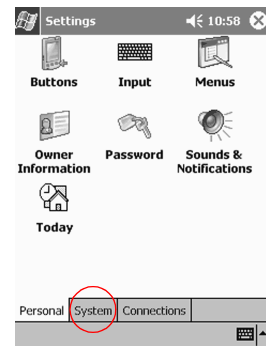 Settings 10:58
Buttons Input Menus
Owner Information Password Sounds & Notifications
Today
Personal System Connections